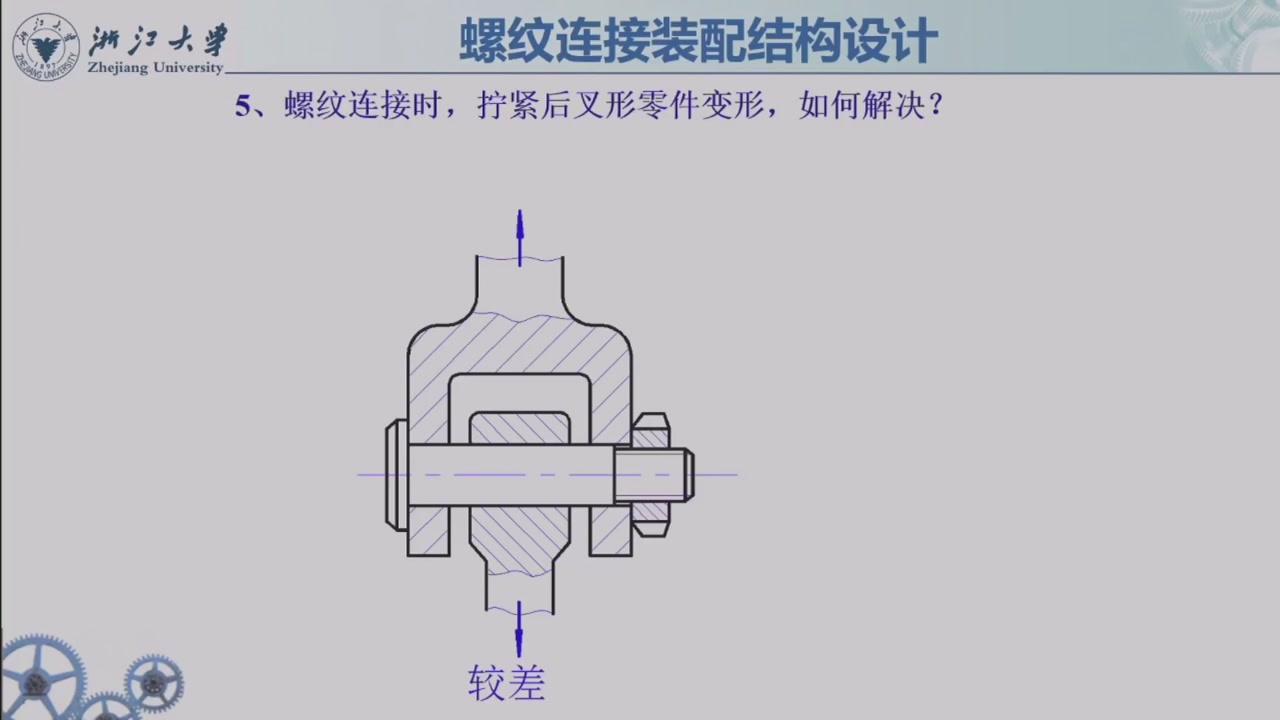 浙江大学
Zhejiang University
螺纹连接装配结构设计
5、螺纹连接时，拧紧后叉形零件变形，如何解决？
较差